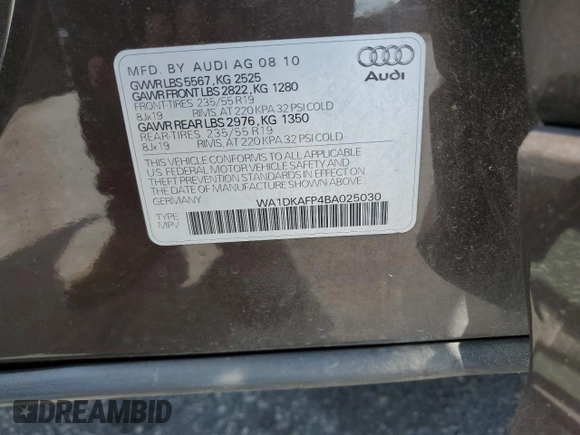 MFD. BY AUDI AG 08 10
GVWR LBS 5567, KG 2525
GAWR FRONT LBS 2822, KG 1280
FRONT-TIRES 235/55 R19
8Jx19 RIMS, AT 220 KPA 32 PSI COLD
GAWR REAR LBS 2976, KG 1350
REAR-TIRES 235/55 R19
8Jx19 RIMS, AT 220 KPA 32 PSI COLD
THIS VEHICLE CONFORMS TO ALL APPLICABLE
U.S FEDERAL MOTOR VEHICLE SAFETY AND
THEFT PREVENTION STANDARDS IN EFFECT ON
THE DATE OF MANUFACTURE SHOWN ABOVE
GERMANY WA1DKAFP4BA025030
TYPE
MPV
Audi
DREAMBID